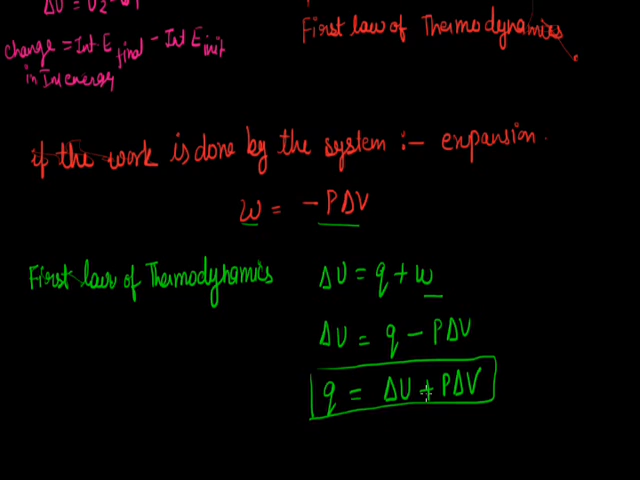 ΔU = U₂ - U₁
change = Int E final - Int E init
in Int energy
First law of Thermodynamics
if the work is done by the system :- expansion.
w = - PΔV
First law of Thermodynamics ΔU = q + w
ΔU = q - PΔV
q = ΔU + PΔV